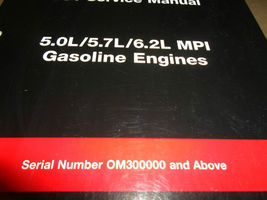 Service Manual
5.0L/5.7L/6.2L MPI
Gasoline Engines
Serial Number OM300000 and Above